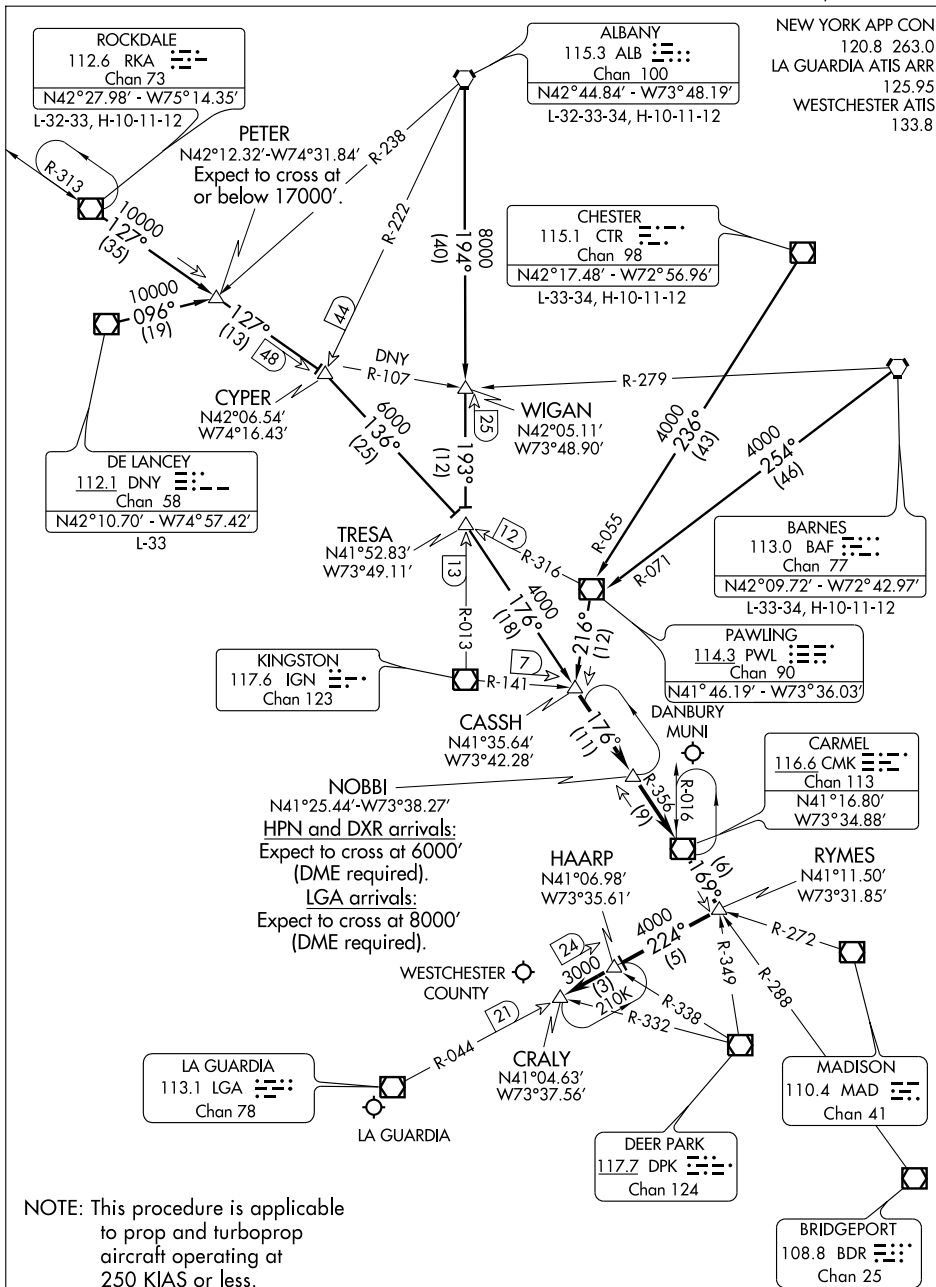 NEW YORK APP CON
120.8 263.0
LA GUARDIA ATIS ARR
125.95
WESTCHESTER ATIS
133.8
ROCKDALE
112.6 RKA
Chan 73
N42°27.98' - W75°14.35'
L-32-33, H-10-11-12
ALBANY
115.3 ALB
Chan 100
N42°44.84' - W73°48.19'
L-32-33-34, H-10-11-12
PETER
N42°12.32'-W74°31.84'
Expect to cross at
or below 17000'.
R-313
R-238
R-222
10000
127°
(35)
8000
194°
(40)
CHESTER
115.1 CTR
Chan 98
N42°17.48' - W72°56.96'
L-33-34, H-10-11-12
10000
096°
(19)
127°
(13)
48
44
DNY
R-107
R-279
CYPER
N42°06.54'
W74°16.43'
25
WIGAN
N42°05.11'
W73°48.90'
4000
236°
(43)
4000
254°
(46)
6000
136°
(25)
193°
(12)
DE LANCEY
112.1 DNY
Chan 58
N42°10.70' - W74°57.42'
L-33
BARNES
113.0 BAF
Chan 77
N42°09.72' - W72°42.97'
L-33-34, H-10-11-12
TRESA
N41°52.83'
W73°49.11'
12
R-316
R-055
R-071
13
R-013
4000
176°
(18)
216°
(12)
PAWLING
114.3 PWL
Chan 90
N41°46.19' - W73°36.03'
KINGSTON
117.6 IGN
Chan 123
7
R-141
CASSH
N41°35.64'
W73°42.28'
176°
(11)
DANBURY
MUNI
CARMEL
116.6 CMK
Chan 113
N41°16.80'
W73°34.88'
NOBBI
N41°25.44'-W73°38.27'
HPN and DXR arrivals:
Expect to cross at 6000'
(DME required).
LGA arrivals:
Expect to cross at 8000'
(DME required).
R-356
(9)
R-016
HAARP
N41°06.98'
W73°35.61'
169°
(6)
RYMES
N41°11.50'
W73°31.85'
4000
224°
(5)
24
3000
(3)
210K
R-272
R-349
R-288
R-338
R-332
WESTCHESTER
COUNTY
21
R-044
CRALY
N41°04.63'
W73°37.56'
LA GUARDIA
113.1 LGA
Chan 78
LA GUARDIA
MADISON
110.4 MAD
Chan 41
DEER PARK
117.7 DPK
Chan 124
BRIDGEPORT
108.8 BDR
Chan 25
NOTE: This procedure is applicable
to prop and turboprop
aircraft operating at
250 KIAS or less.